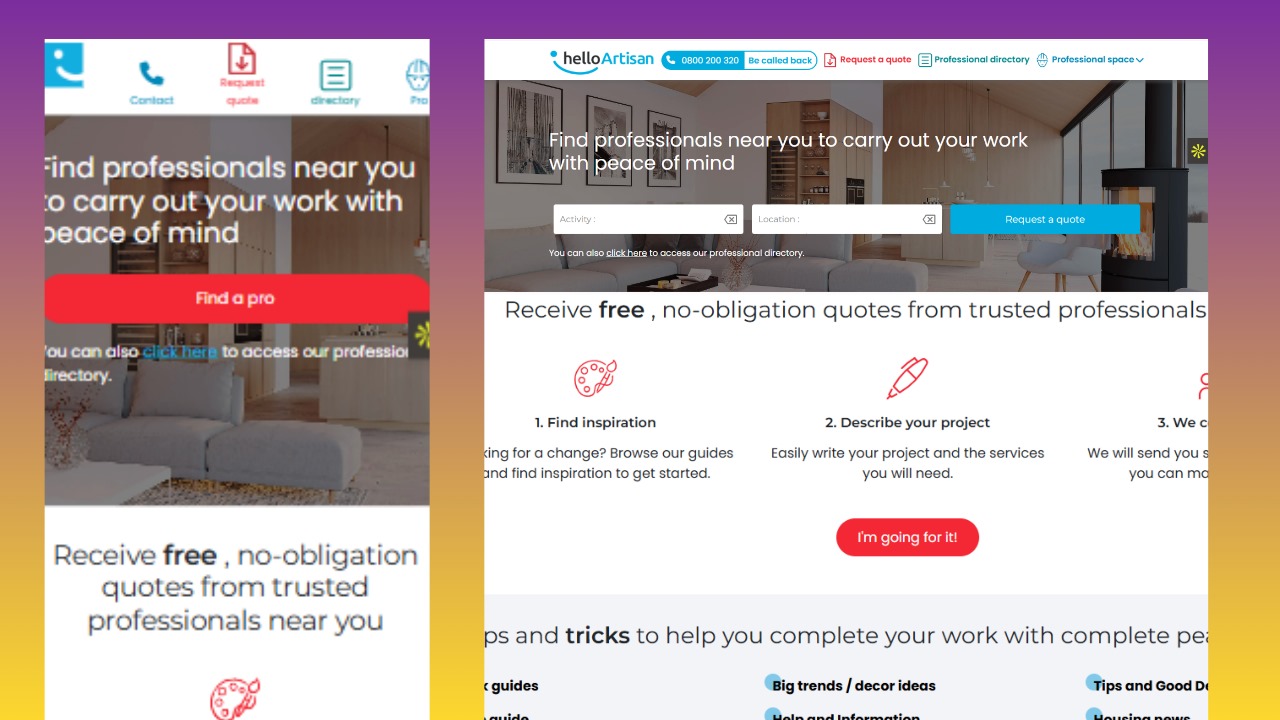 Contact
Request
quote
directory
Pro
Find professionals near you
to carry out your work with
peace of mind
Find a pro
You can also click here to access our profession
directory.
Receive free , no-obligation
quotes from trusted
professionals near you
helloArtisan
0800 200 320
Be called back
Request a quote
Professional directory
Professional space
Find professionals near you to carry out your work
with peace of mind
Activity :
Location :
Request a quote
You can also click here to access our professional directory.
Receive free , no-obligation quotes from trusted professionals
1. Find inspiration
king for a change? Browse our guides
and find inspiration to get started.
2. Describe your project
Easily write your project and the services
you will need.
3. We c
We will send you s
you can ma
I'm going for it!
ps and tricks to help you complete your work with complete pea
k guides
Big trends / decor ideas
Tips and Good De
guide
Help and Information
Housing news